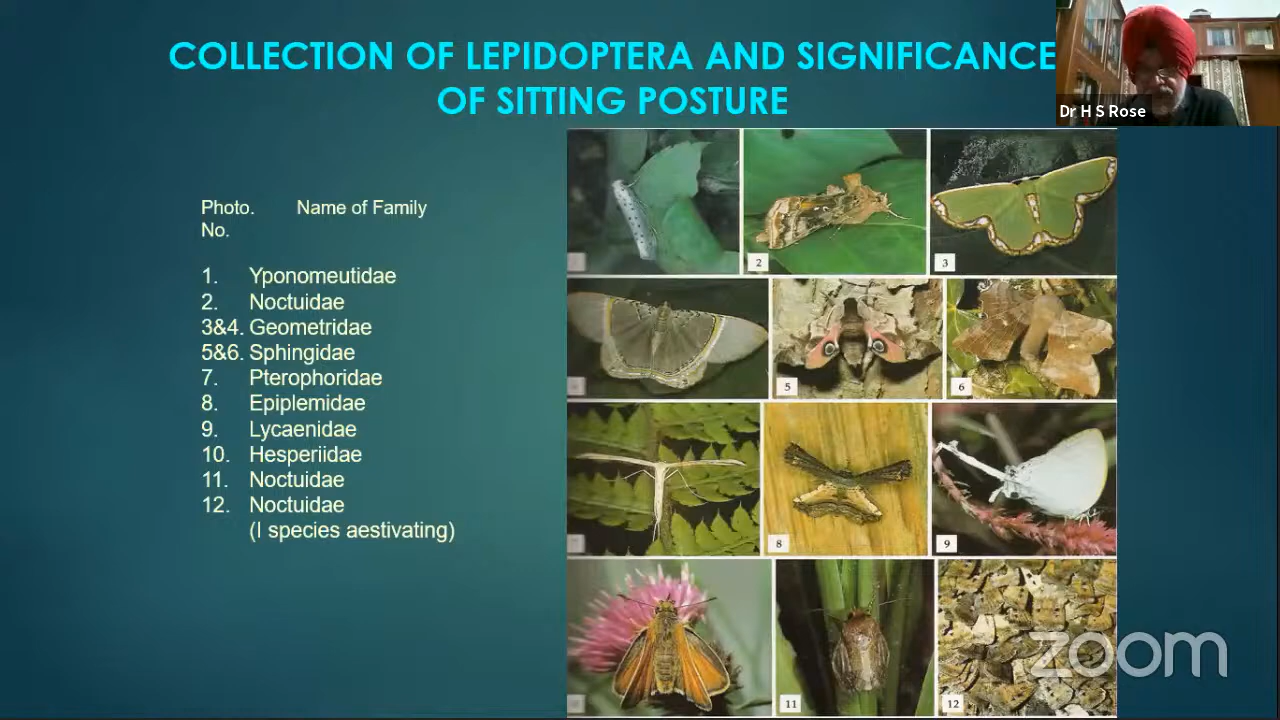 COLLECTION OF LEPIDOPTERA AND SIGNIFICANCE
OF SITTING POSTURE
Dr H S Rose
Photo. Name of Family
No.
1. Yponomeutidae
2. Noctuidae
3&4. Geometridae
5&6. Sphingidae
7. Pterophoridae
8. Epiplemidae
9. Lycaenidae
10. Hesperiidae
11. Noctuidae
12. Noctuidae
(I species aestivating)
2
3
5
6
8
9
11
12
zoom